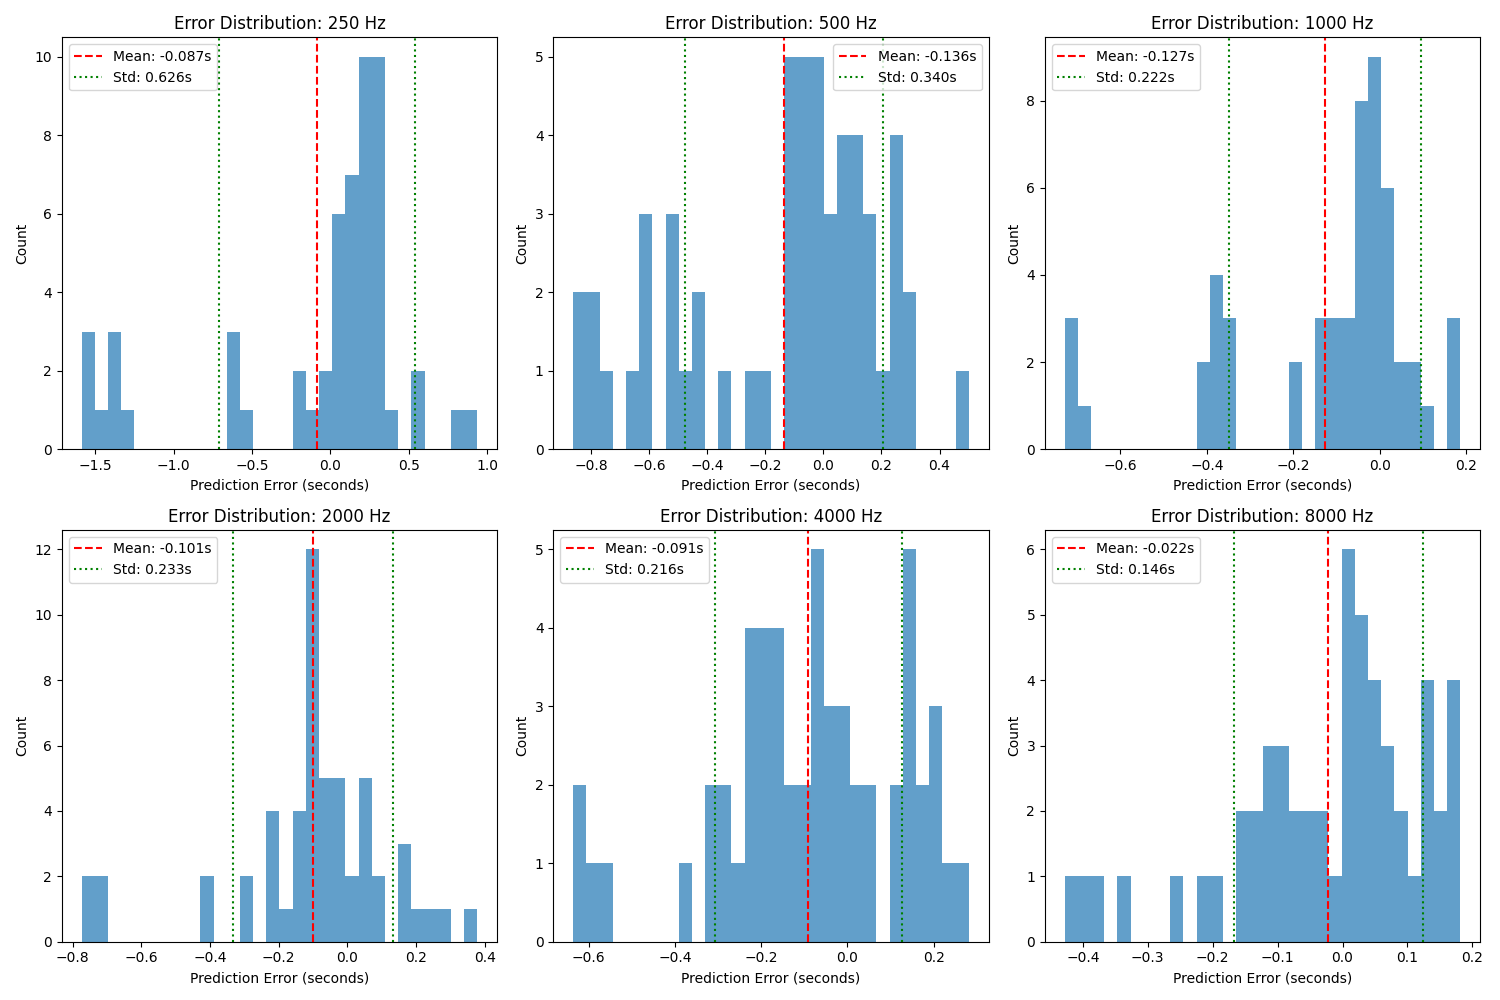 Error Distribution: 250 Hz
Mean: -0.087s
Std: 0.626s
Count
10
8
6
4
2
0
−1.5 −1.0 −0.5 0.0 0.5 1.0
Prediction Error (seconds)
Error Distribution: 500 Hz
Mean: -0.136s
Std: 0.340s
Count
5
4
3
2
1
0
−0.8 −0.6 −0.4 −0.2 0.0 0.2 0.4
Prediction Error (seconds)
Error Distribution: 1000 Hz
Mean: -0.127s
Std: 0.222s
Count
8
6
4
2
0
−0.6 −0.4 −0.2 0.0 0.2
Prediction Error (seconds)
Error Distribution: 2000 Hz
Mean: -0.101s
Std: 0.233s
Count
12
10
8
6
4
2
0
−0.8 −0.6 −0.4 −0.2 0.0 0.2 0.4
Prediction Error (seconds)
Error Distribution: 4000 Hz
Mean: -0.091s
Std: 0.216s
Count
5
4
3
2
1
0
−0.6 −0.4 −0.2 0.0 0.2
Prediction Error (seconds)
Error Distribution: 8000 Hz
Mean: -0.022s
Std: 0.146s
Count
6
5
4
3
2
1
0
−0.4 −0.3 −0.2 −0.1 0.0 0.1 0.2
Prediction Error (seconds)